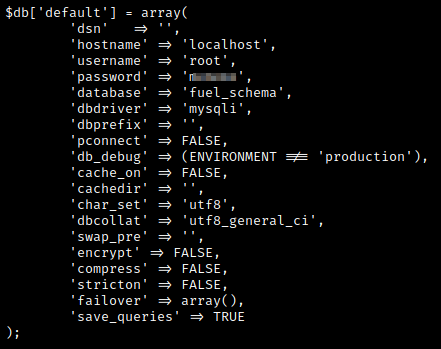 $db['default'] = array(
'dsn' => '',
'hostname' => 'localhost',
'username' => 'root',
'password' => '',
'database' => 'fuel_schema',
'dbdriver' => 'mysqli',
'dbprefix' => '',
'pconnect' => FALSE,
'db_debug' => (ENVIRONMENT !== 'production'),
'cache_on' => FALSE,
'cachedir' => '',
'char_set' => 'utf8',
'dbcollat' => 'utf8_general_ci',
'swap_pre' => '',
'encrypt' => FALSE,
'compress' => FALSE,
'stricton' => FALSE,
'failover' => array(),
'save_queries' => TRUE
);